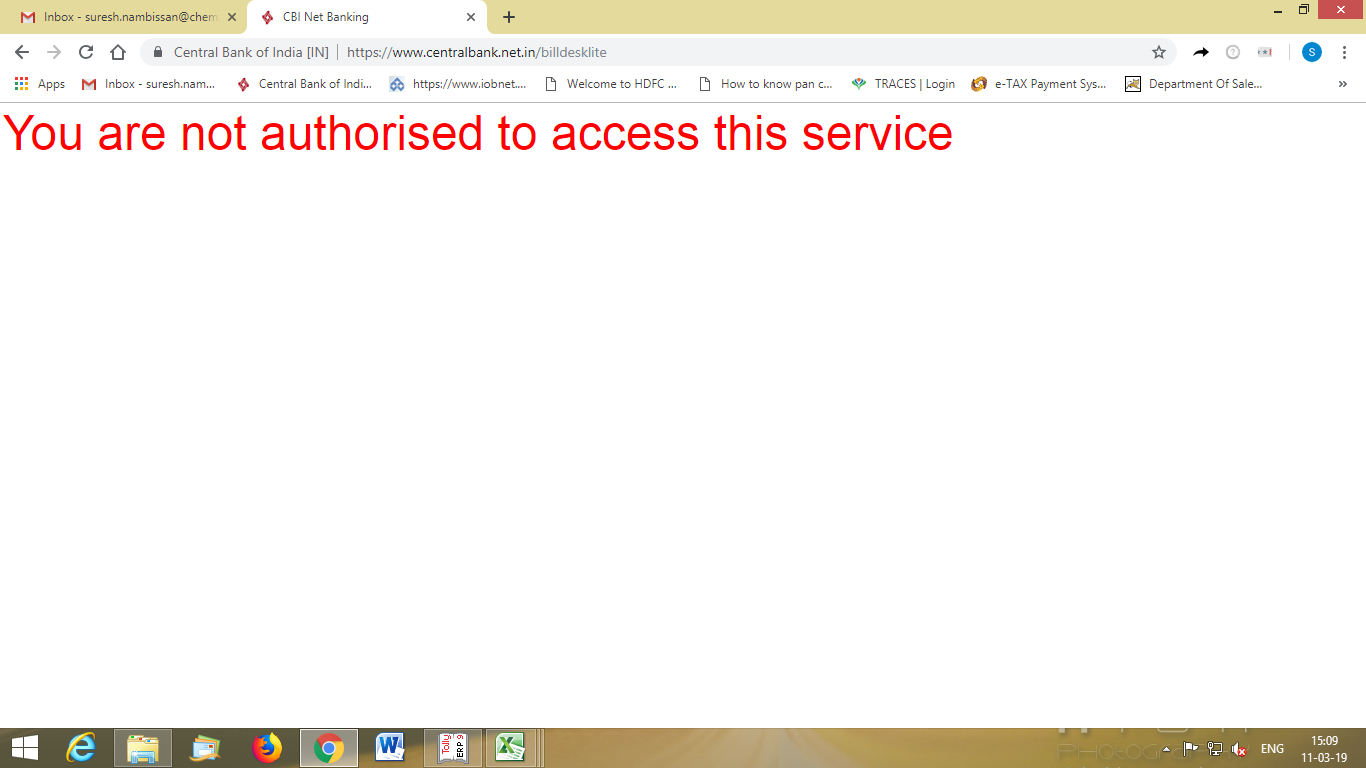 Inbox - suresh.nambissan@chem
CBI Net Banking
Central Bank of India [IN] https://www.centralbank.net.in/billdesklite
S
Apps Inbox - suresh.nam... Central Bank of Indi... https://www.iobnet.... Welcome to HDFC ... How to know pan c... TRACES | Login e-TAX Payment Sys... Department Of Sale... »
You are not authorised to access this service
Tally ERP 9
ENG
15:09
11-03-19